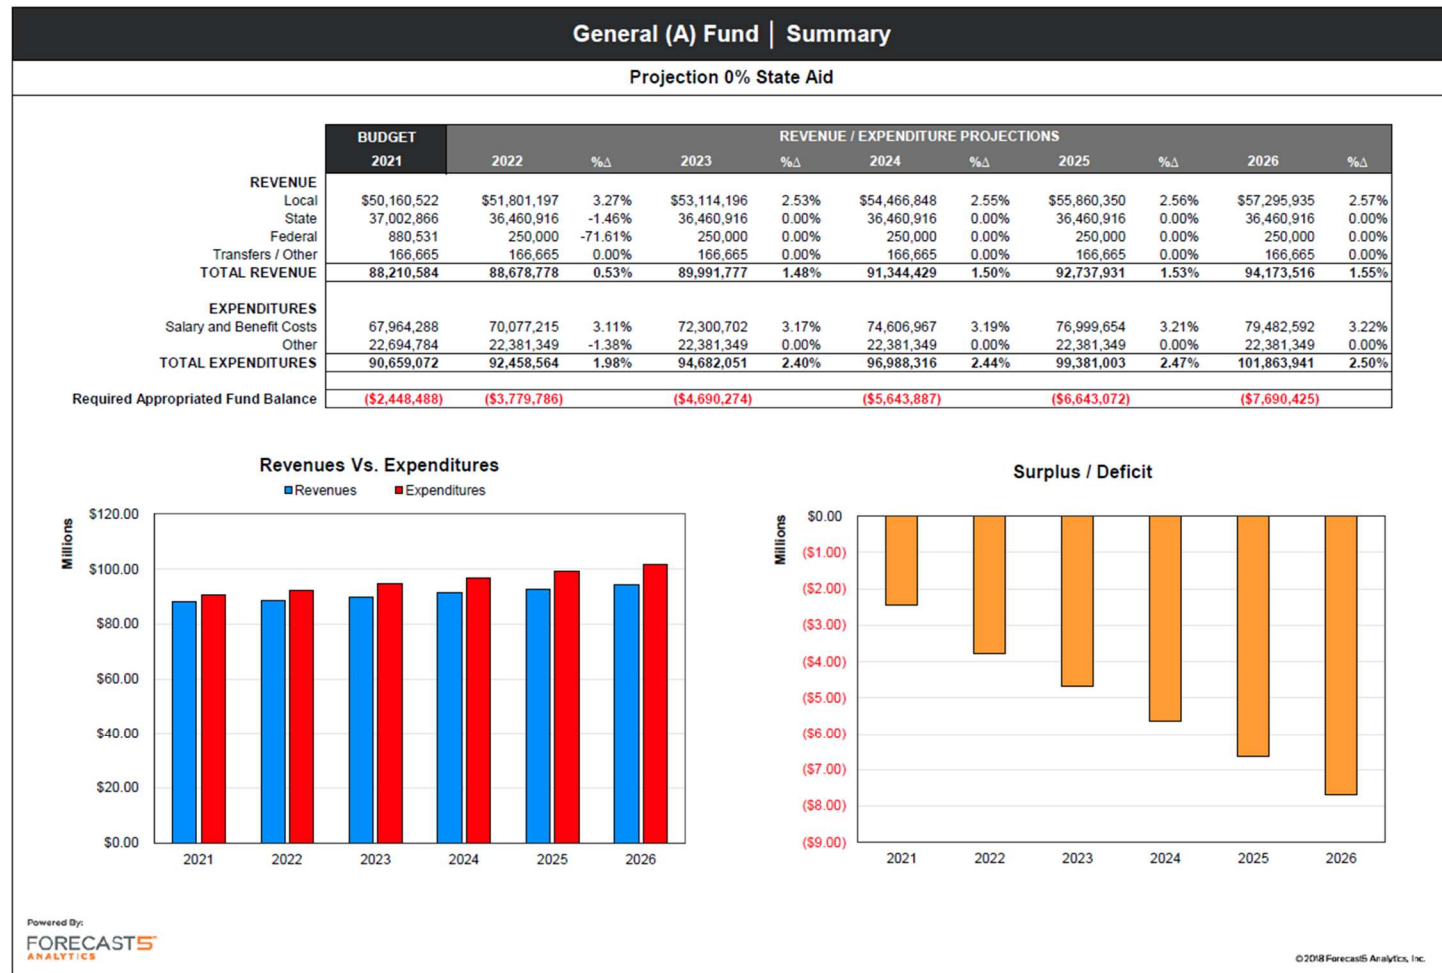 General (A) Fund │ Summary
Projection 0% State Aid
BUDGET REVENUE / EXPENDITURE PROJECTIONS
2021 2022 %Δ 2023 %Δ 2024 %Δ 2025 %Δ 2026 %Δ
REVENUE
Local $50,160,522 $51,801,197 3.27% $53,114,196 2.53% $54,466,848 2.55% $55,860,350 2.56% $57,295,935 2.57%
State 37,002,866 36,460,916 -1.46% 36,460,916 0.00% 36,460,916 0.00% 36,460,916 0.00% 36,460,916 0.00%
Federal 880,531 250,000 -71.61% 250,000 0.00% 250,000 0.00% 250,000 0.00% 250,000 0.00%
Transfers / Other 166,665 166,665 0.00% 166,665 0.00% 166,665 0.00% 166,665 0.00% 166,665 0.00%
TOTAL REVENUE 88,210,584 88,678,778 0.53% 89,991,777 1.48% 91,344,429 1.50% 92,737,931 1.53% 94,173,516 1.55%
EXPENDITURES
Salary and Benefit Costs 67,964,288 70,077,215 3.11% 72,300,702 3.17% 74,606,967 3.19% 76,999,654 3.21% 79,482,592 3.22%
Other 22,694,784 22,381,349 -1.38% 22,381,349 0.00% 22,381,349 0.00% 22,381,349 0.00% 22,381,349 0.00%
TOTAL EXPENDITURES 90,659,072 92,458,564 1.98% 94,682,051 2.40% 96,988,316 2.44% 99,381,003 2.47% 101,863,941 2.50%
Required Appropriated Fund Balance ($2,448,488) ($3,779,786) ($4,690,274) ($5,643,887) ($6,643,072) ($7,690,425)
Revenues Vs. Expenditures
Revenues Expenditures
Millions
$120.00
$100.00
$80.00
$60.00
$40.00
$20.00
$0.00
2021 2022 2023 2024 2025 2026
Surplus / Deficit
Millions
$0.00
($1.00)
($2.00)
($3.00)
($4.00)
($5.00)
($6.00)
($7.00)
($8.00)
($9.00)
2021 2022 2023 2024 2025 2026
Powered By:
FORECAST5
ANALYTICS
©2018 Forecast5 Analytics, Inc.